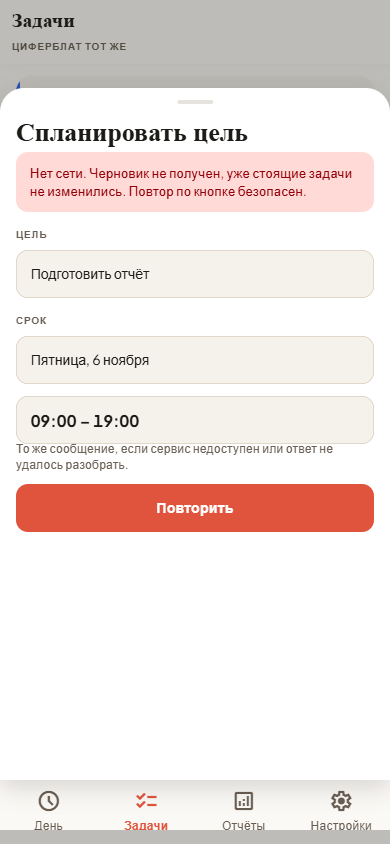 Задачи
ЦИФЕРБЛАТ ТОТ ЖЕ
Спланировать цель
Нет сети. Черновик не получен, уже стоящие задачи
не изменились. Повтор по кнопке безопасен.
ЦЕЛЬ
Подготовить отчёт
СРОК
Пятница, 6 ноября
09:00 – 19:00
То же сообщение, если сервис недоступен или ответ не
удалось разобрать.
Повторить
День
Задачи
Отчёты
Настройки